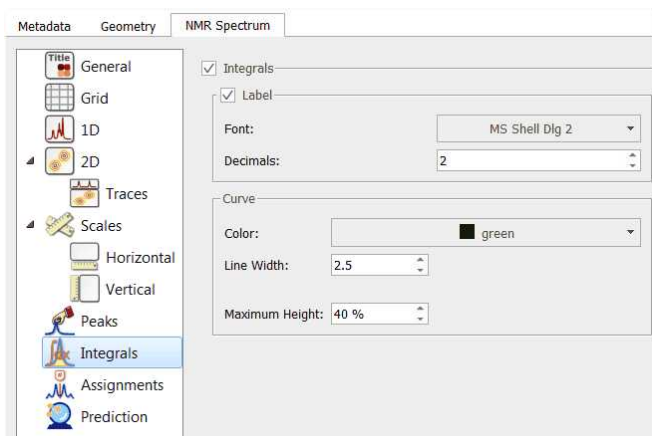 Metadata Geometry NMR Spectrum
Title
General
Grid
1D
2D
Traces
Scales
Horizontal
Vertical
Peaks
Integrals
Assignments
Prediction
Integrals
Label
Font: MS Shell Dlg 2
Decimals: 2
Curve
Color: green
Line Width: 2.5
Maximum Height: 40 %